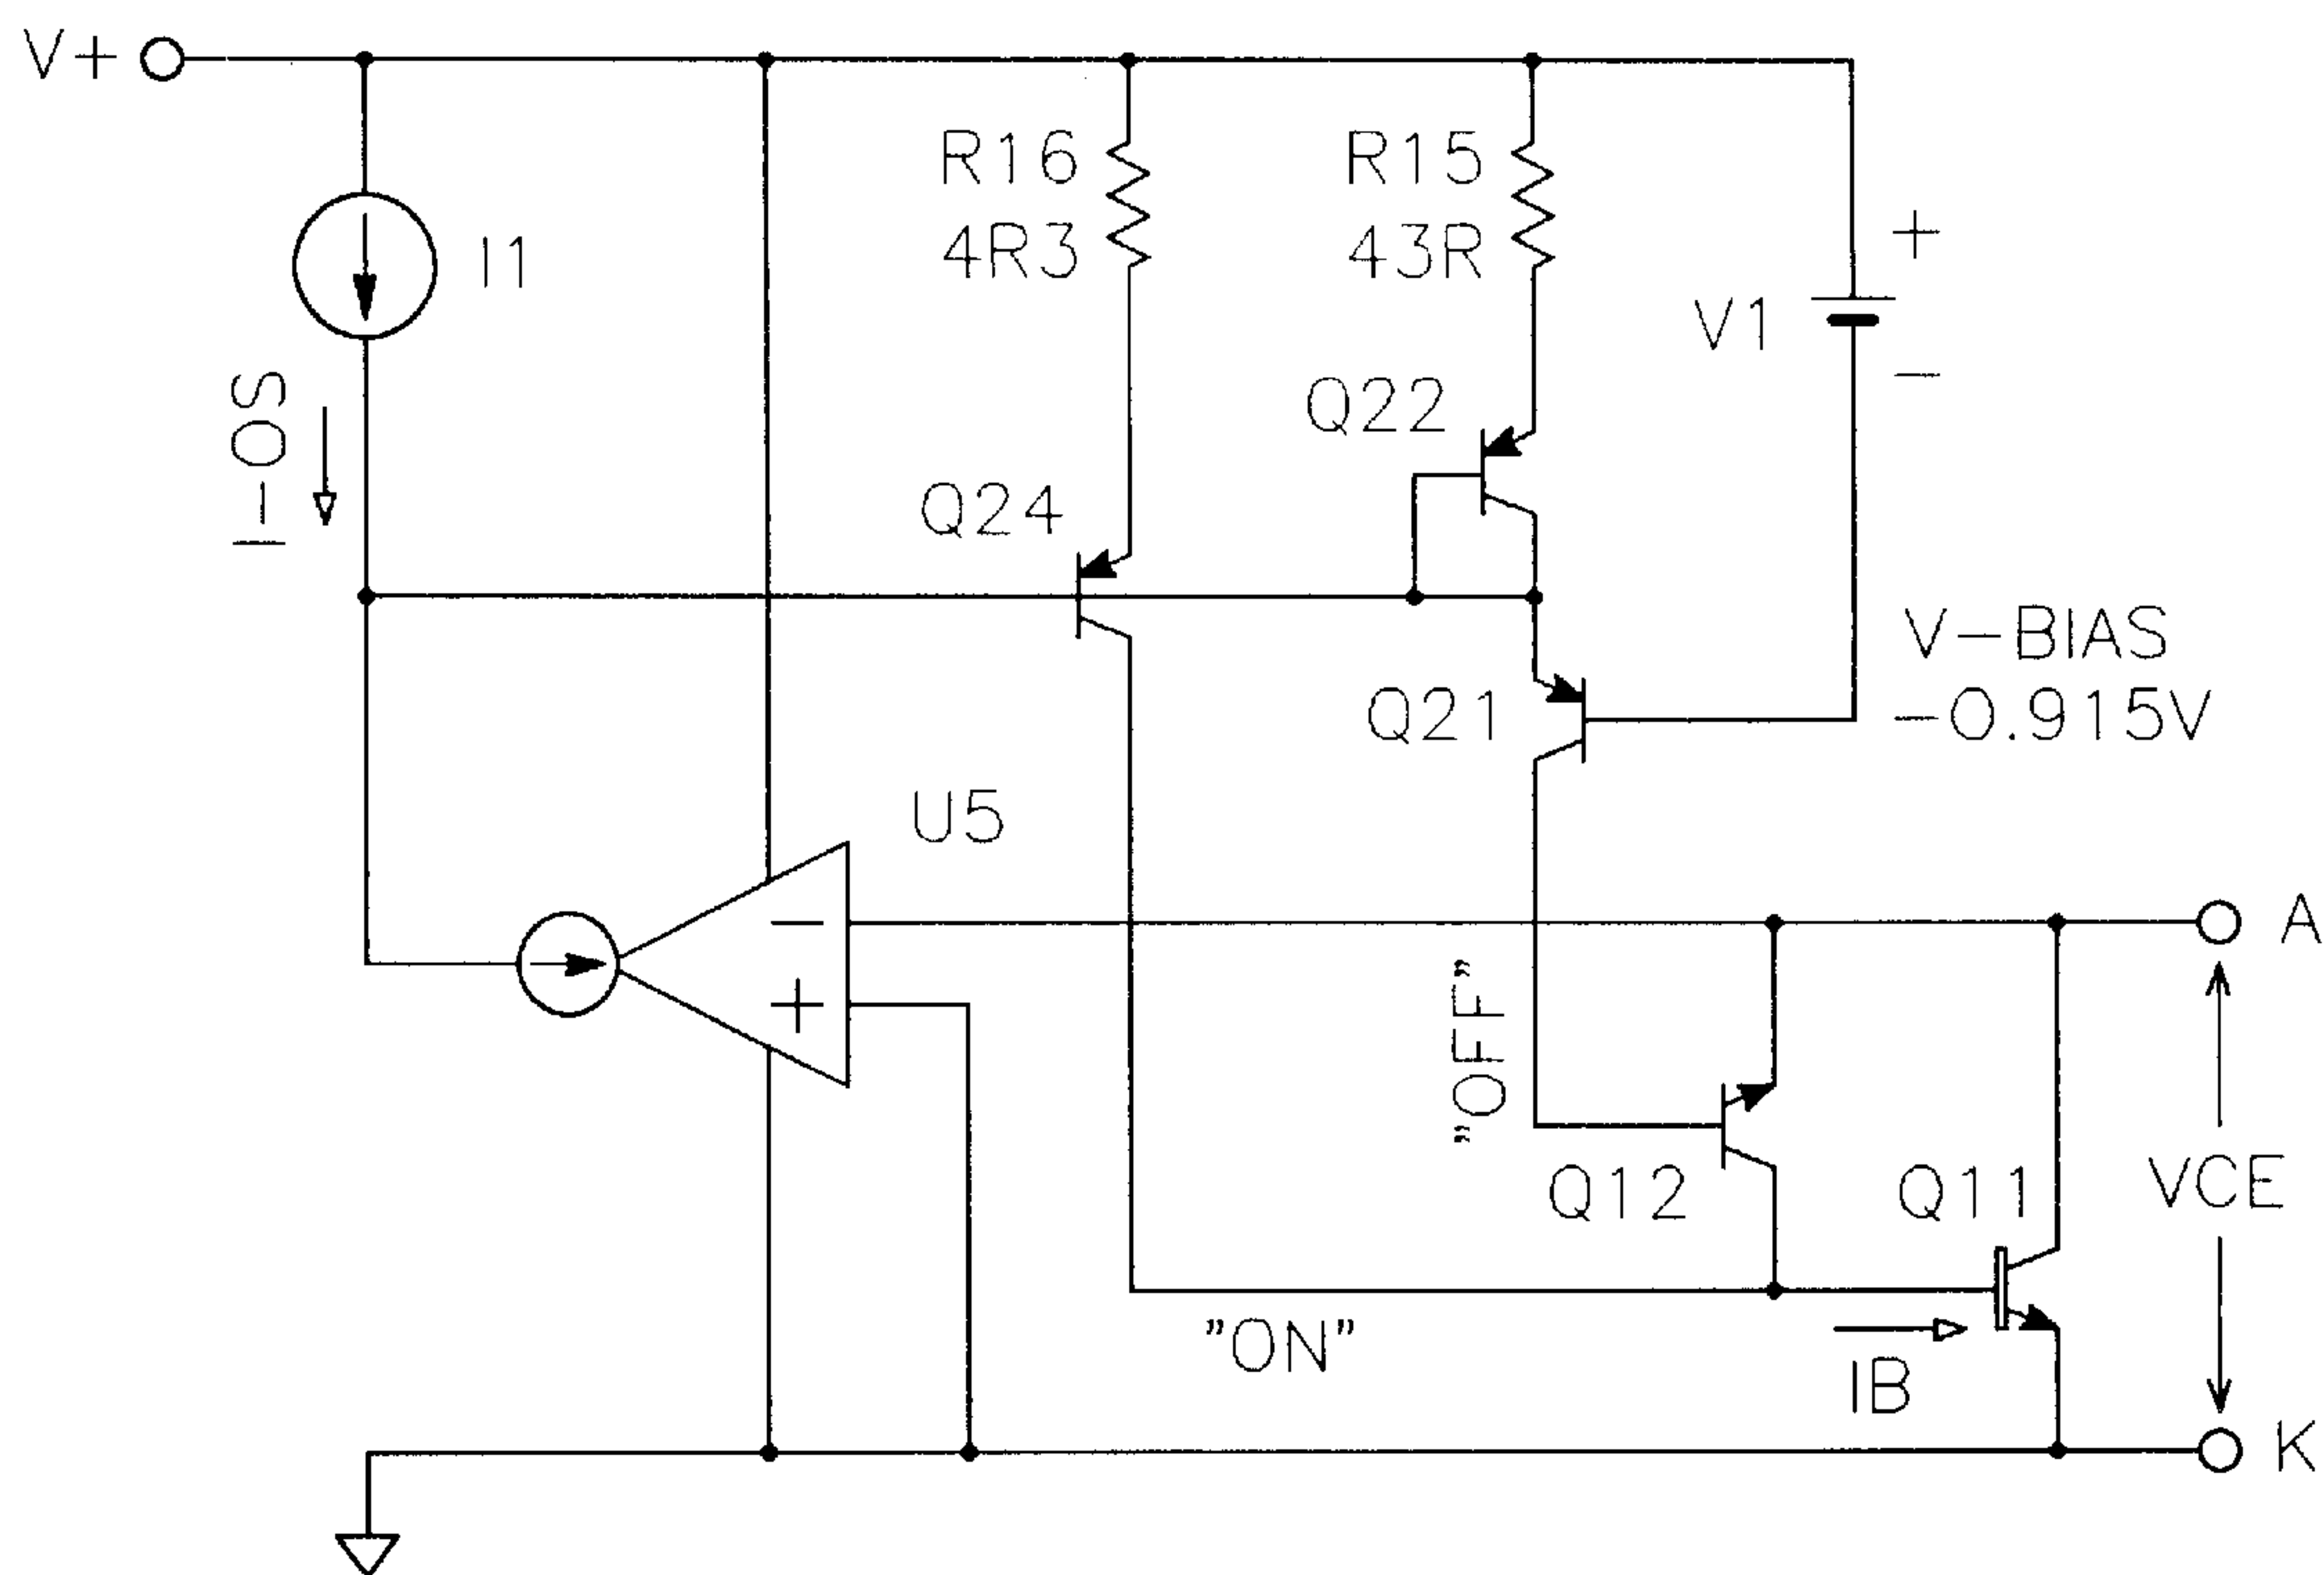 V+
R16
4R3
R15
43R
I1
+
V1
−
I-OS
Q22
Q24
V-BIAS
-0.915V
Q21
U5
−
+
A
"OFF"
Q12
Q11
VCE
"ON"
IB
K